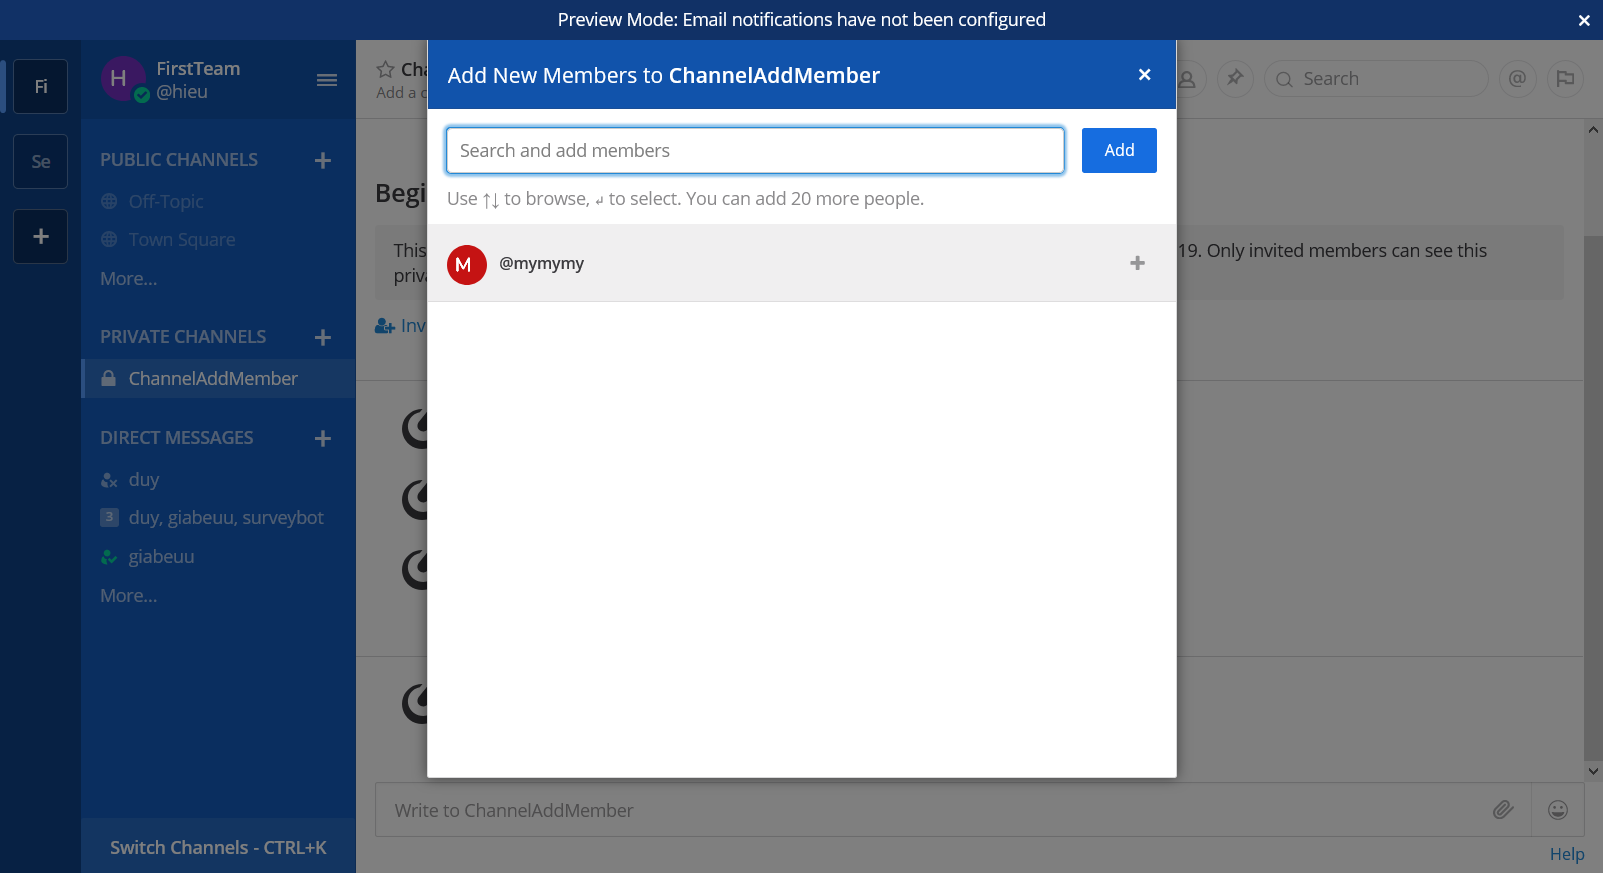 Preview Mode: Email notifications have not been configured
Fi
Se
H
FirstTeam
@hieu
PUBLIC CHANNELS
Off-Topic
Town Square
More...
PRIVATE CHANNELS
ChannelAddMember
DIRECT MESSAGES
duy
3
duy, giabeuu, surveybot
giabeuu
More...
Switch Channels - CTRL+K
Cha
Add a c
Search
@
Add New Members to ChannelAddMember
Search and add members
Add
Use ↑↓ to browse, ↵ to select. You can add 20 more people.
M
@mymymy
Begi
This 19. Only invited members can see this
priva
Inv
Write to ChannelAddMember
Help